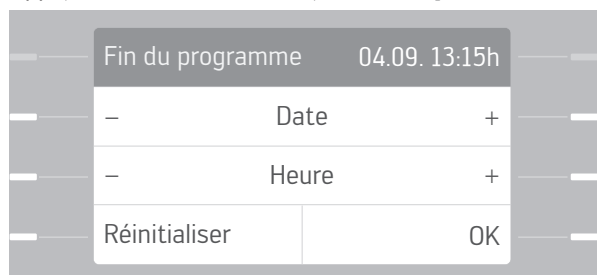 Fin du programme 04.09. 13:15h
– Date +
– Heure +
Réinitialiser OK